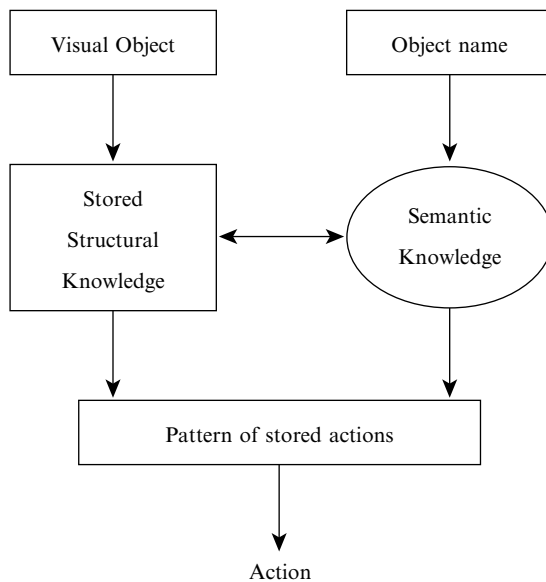 Visual Object
Object name
Stored
Structural
Knowledge
Semantic
Knowledge
Pattern of stored actions
Action